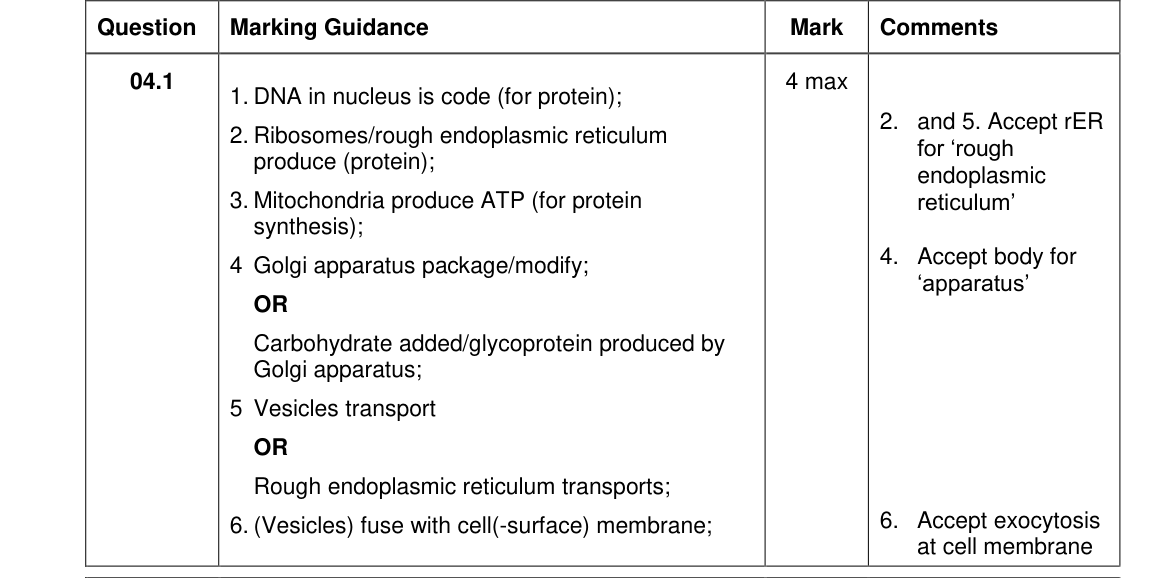 Question Marking Guidance Mark Comments
04.1
1. DNA in nucleus is code (for protein);
2. Ribosomes/rough endoplasmic reticulum
produce (protein);
3. Mitochondria produce ATP (for protein
synthesis);
4 Golgi apparatus package/modify;
OR
Carbohydrate added/glycoprotein produced by
Golgi apparatus;
5 Vesicles transport
OR
Rough endoplasmic reticulum transports;
6. (Vesicles) fuse with cell(-surface) membrane;
4 max
2. and 5. Accept rER
for ‘rough
endoplasmic
reticulum’
4. Accept body for
‘apparatus’
6. Accept exocytosis
at cell membrane